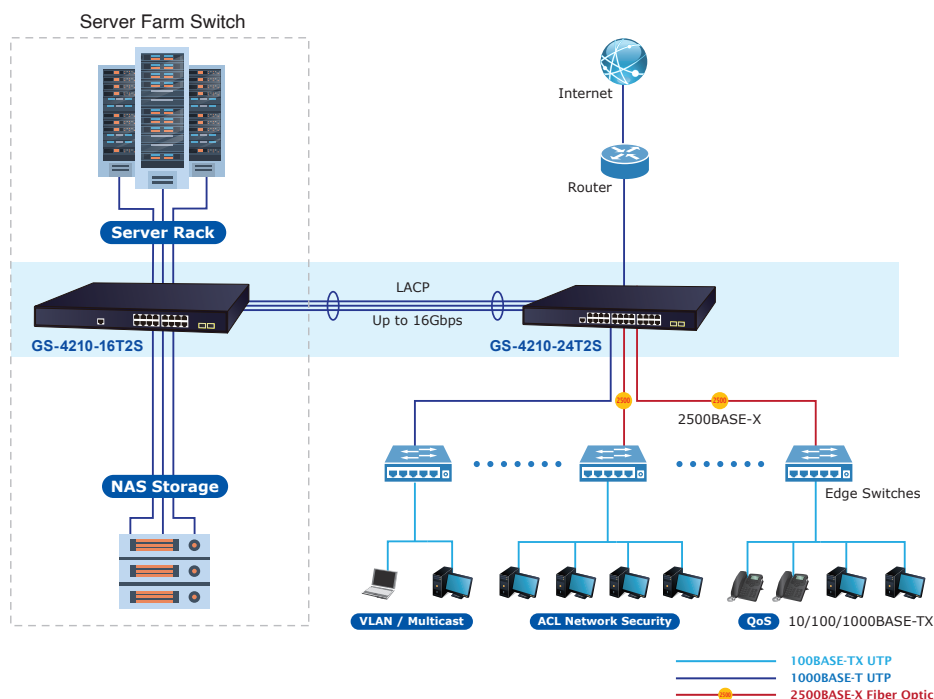 Server Farm Switch
Internet
Router
Server Rack
LACP
Up to 16Gbps
GS-4210-16T2S
GS-4210-24T2S
2500
2500
2500BASE-X
NAS Storage
Edge Switches
VLAN / Multicast
ACL Network Security
QoS
10/100/1000BASE-TX
100BASE-TX UTP
1000BASE-T UTP
2500
2500BASE-X Fiber Optic